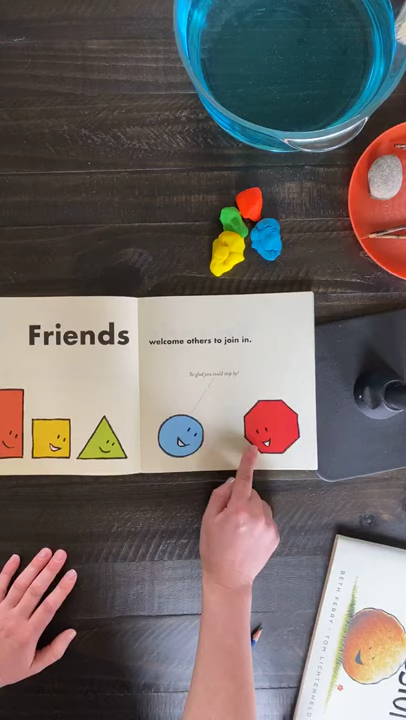 Friends
welcome others to join in.
So glad you could stop by!
BETH FERRY · TOM LICHTENHELD